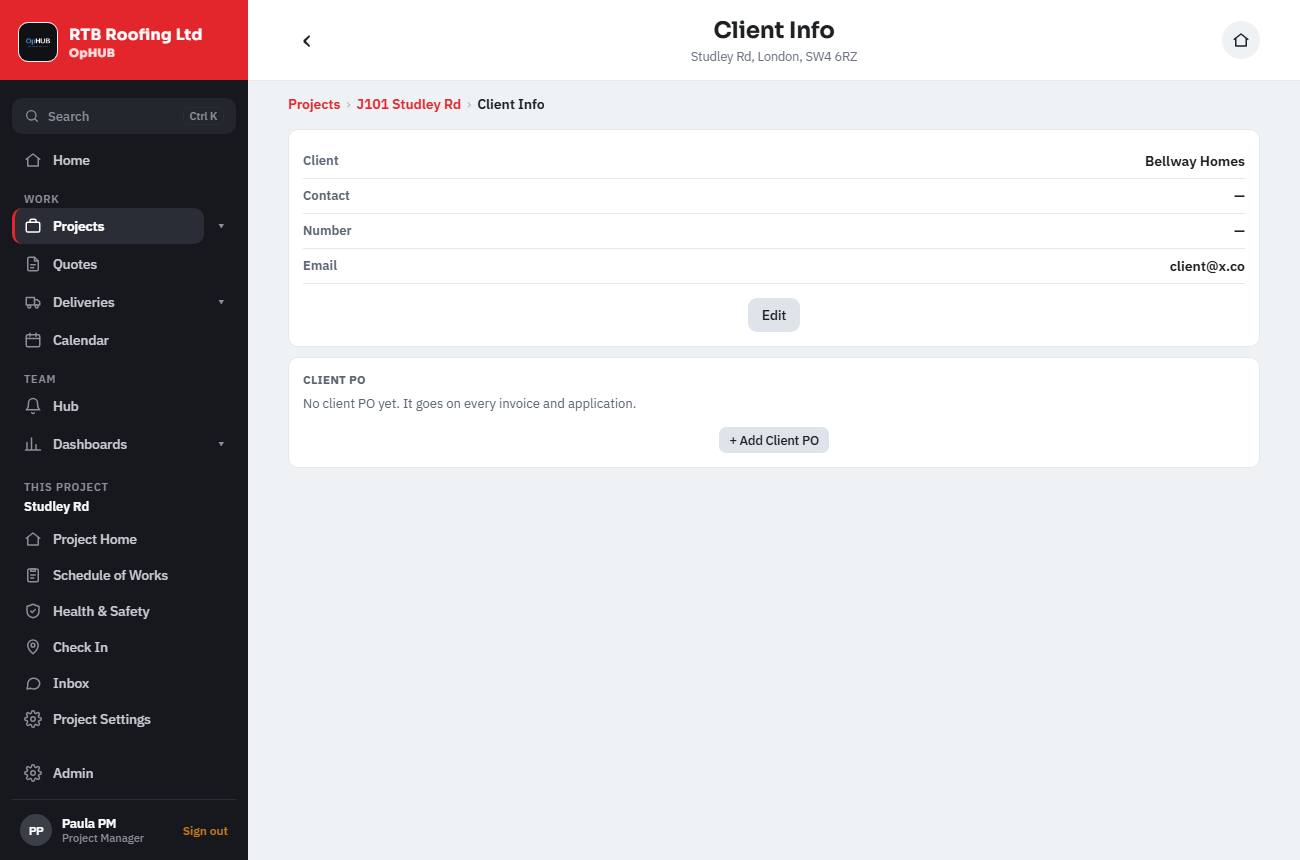 OpHUB
RTB Roofing Ltd
OpHUB
Search
Ctrl K
Home
WORK
Projects
Quotes
Deliveries
Calendar
TEAM
Hub
Dashboards
THIS PROJECT
Studley Rd
Project Home
Schedule of Works
Health & Safety
Check In
Inbox
Project Settings
Admin
PP
Paula PM
Project Manager
Sign out
Client Info
Studley Rd, London, SW4 6RZ
Projects › J101 Studley Rd › Client Info
Client Bellway Homes
Contact —
Number —
Email client@x.co
Edit
CLIENT PO
No client PO yet. It goes on every invoice and application.
+ Add Client PO